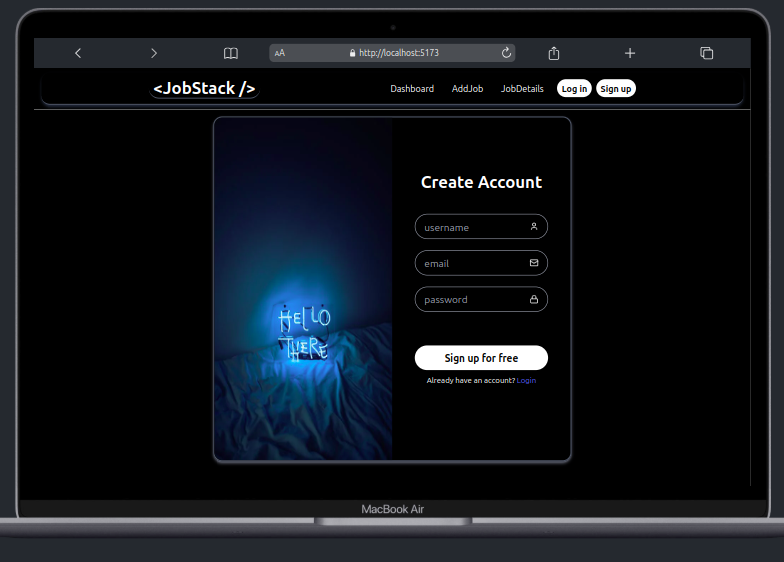 AA http://localhost:5173
<JobStack /> Dashboard AddJob JobDetails Log in Sign up
Create Account
username
email
password
HELLO
THERE
Sign up for free
Already have an account? Login
MacBook Air